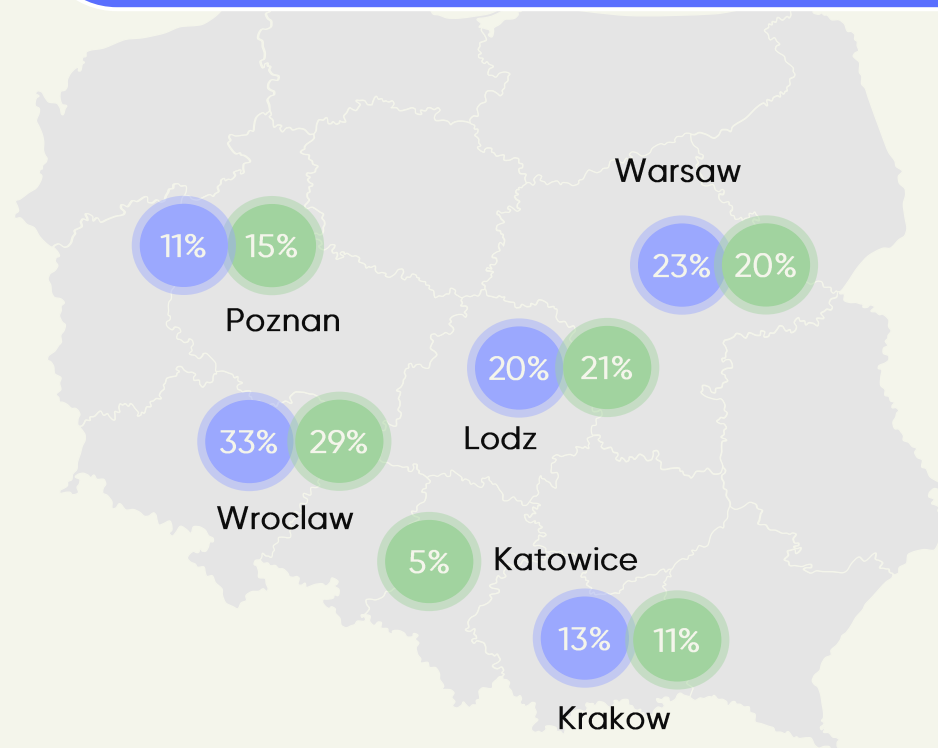 Warsaw
11% 15%
23% 20%
Poznan
20% 21%
Lodz
33% 29%
Wroclaw
5% Katowice
13% 11%
Krakow